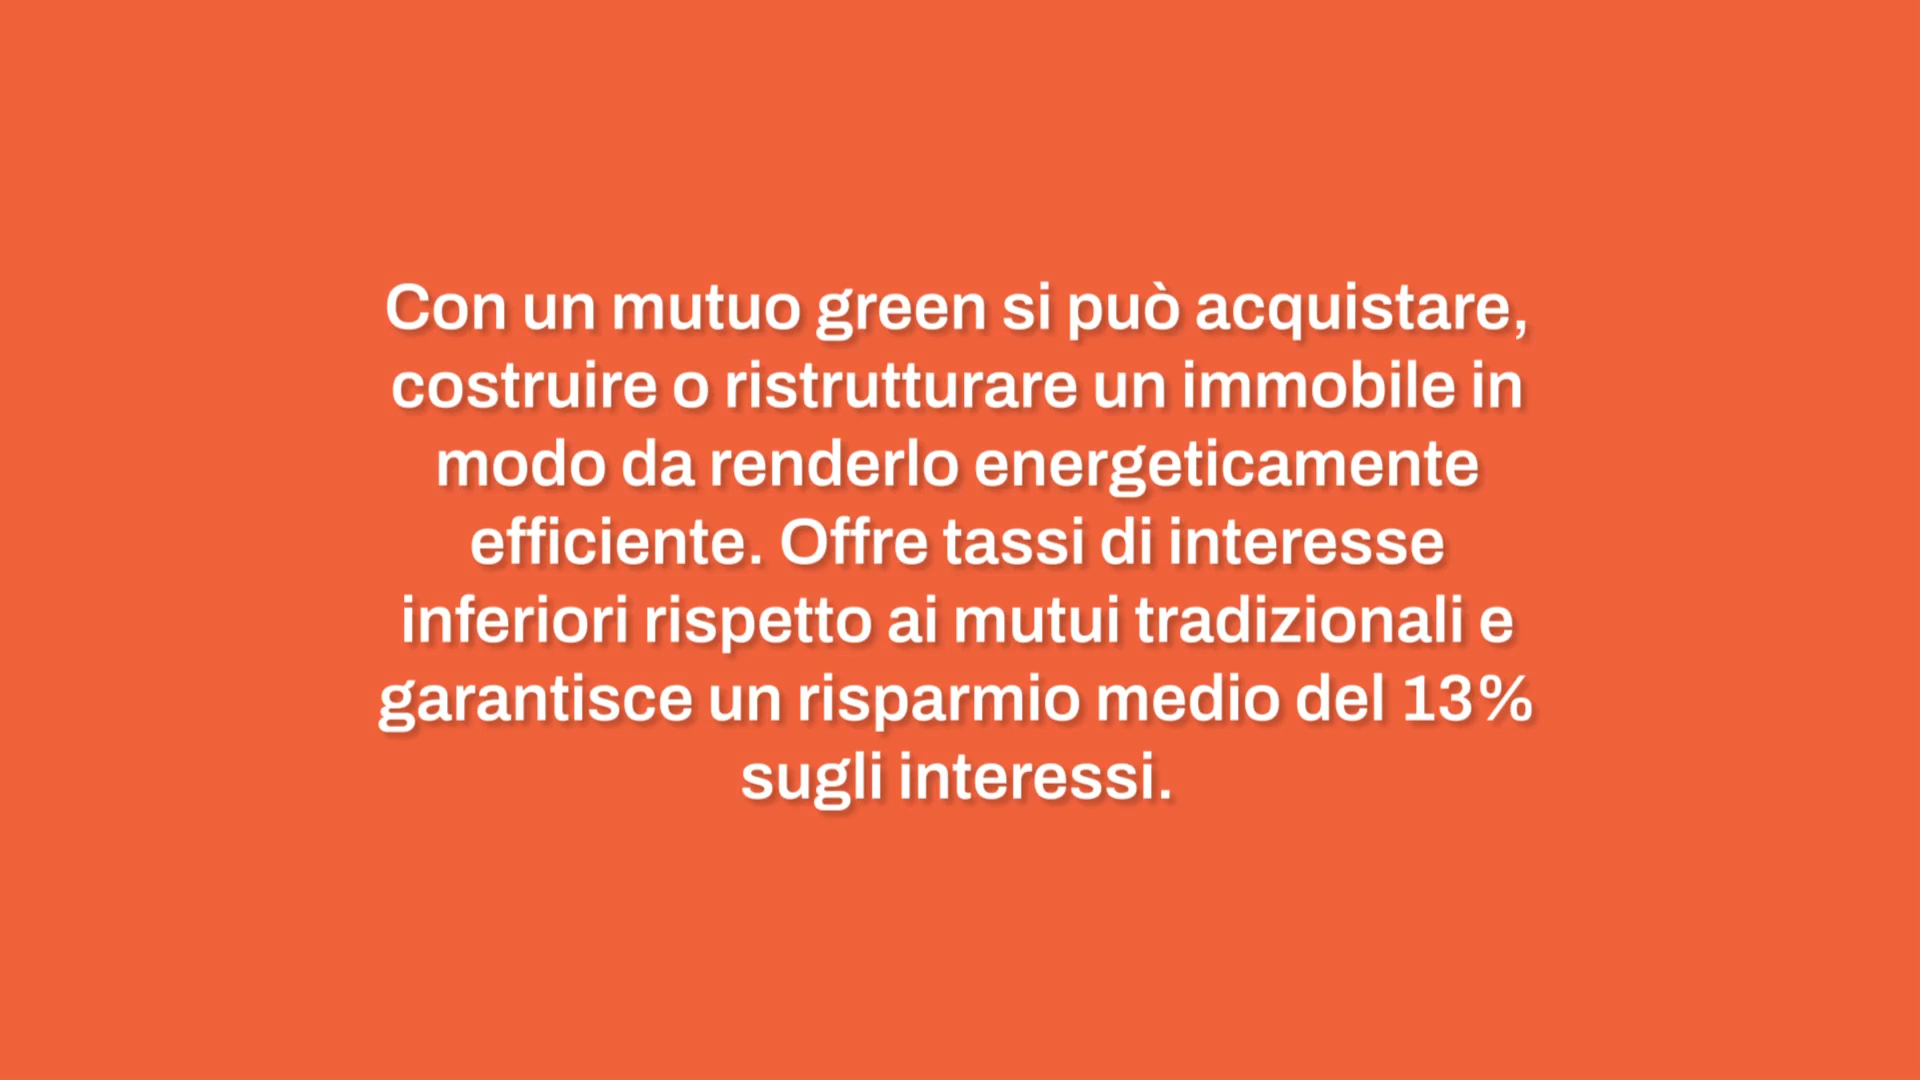 Con un mutuo green si può acquistare,
costruire o ristrutturare un immobile in
modo da renderlo energeticamente
efficiente. Offre tassi di interesse
inferiori rispetto ai mutui tradizionali e
garantisce un risparmio medio del 13%
sugli interessi.